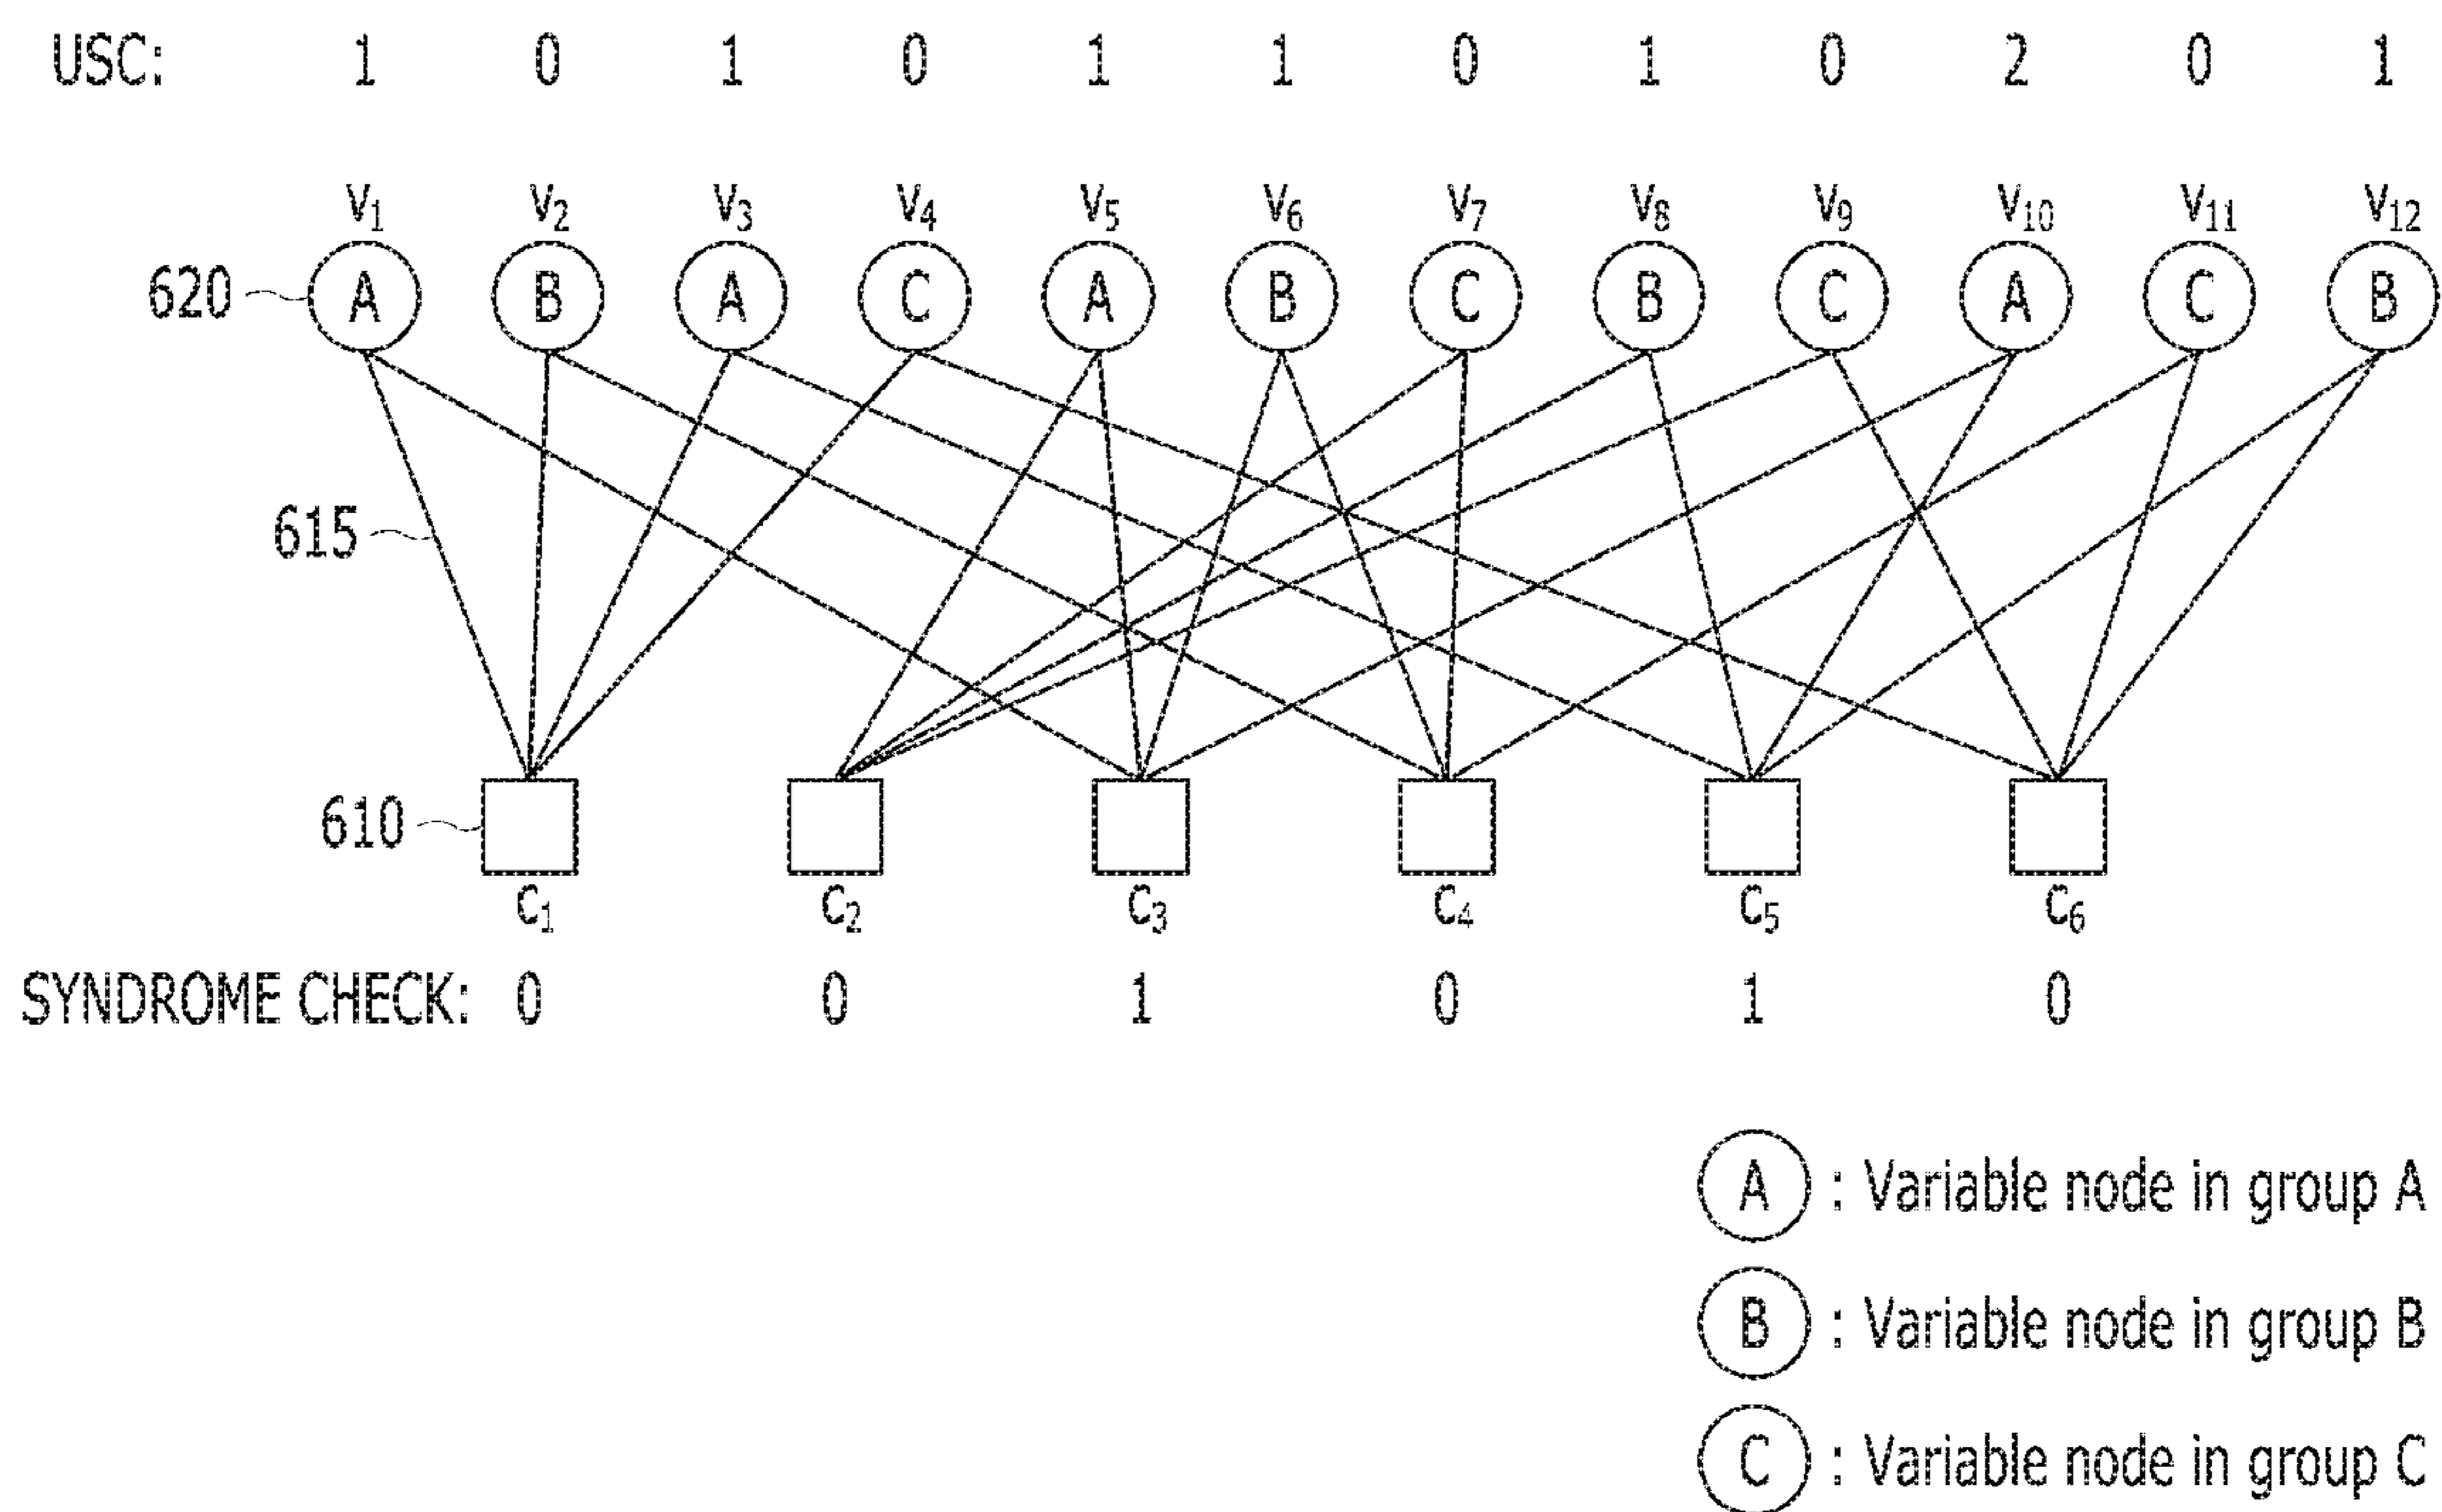 USC: 1 0 1 0 1 1 0 1 0 2 0 1
V1 V2 V3 V4 V5 V6 V7 V8 V9 V10 V11 V12
620 A B A C A B C B C A C B
615
610
C1 C2 C3 C4 C5 C6
SYNDROME CHECK: 0 0 1 0 1 0
A : Variable node in group A
B : Variable node in group B
C : Variable node in group C